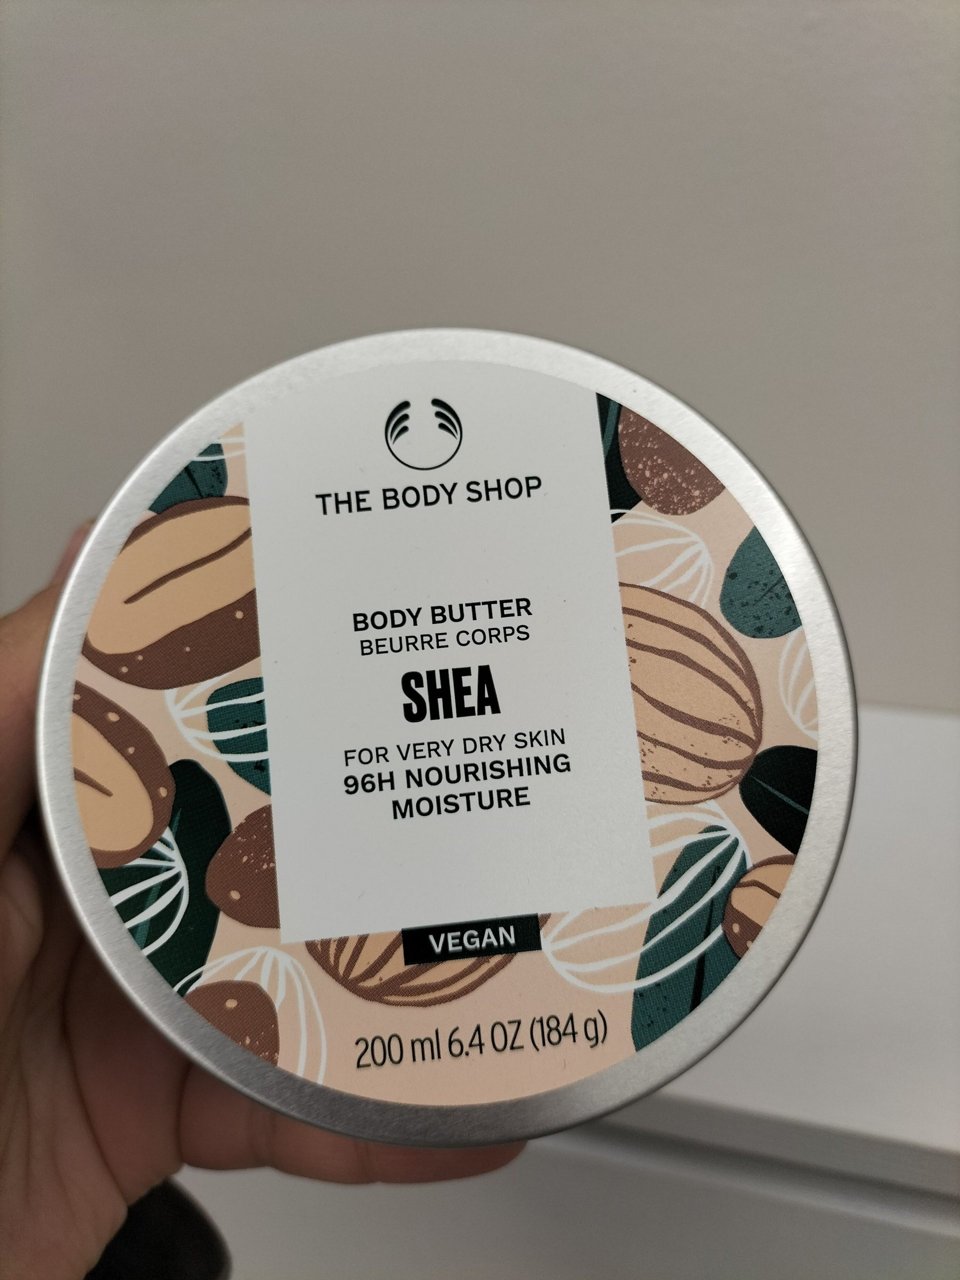 THE BODY SHOP
BODY BUTTER
BEURRE CORPS
SHEA
FOR VERY DRY SKIN
96H NOURISHING
MOISTURE
VEGAN
200 ml 6.4 OZ (184 g)